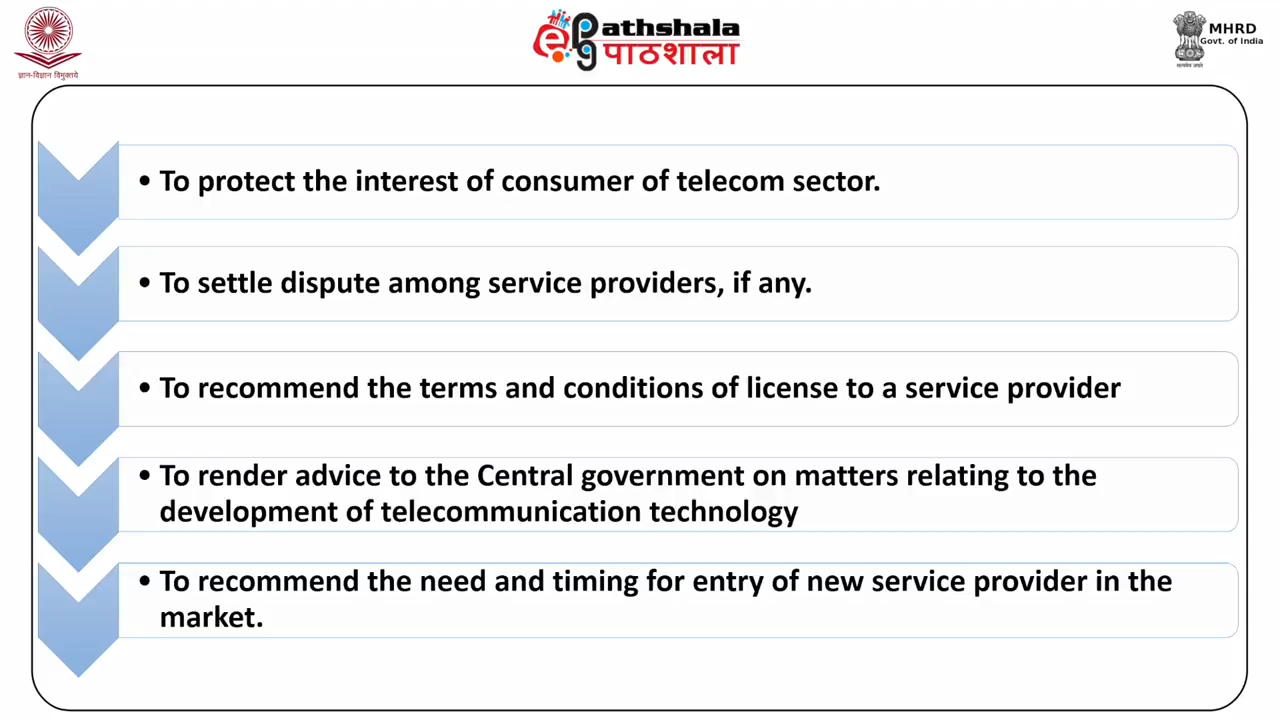 ज्ञान-विज्ञान विमुक्तये
ePathshala
पाठशाला
MHRD
Govt. of India
सत्यमेव जयते
• To protect the interest of consumer of telecom sector.
• To settle dispute among service providers, if any.
• To recommend the terms and conditions of license to a service provider
• To render advice to the Central government on matters relating to the
development of telecommunication technology
• To recommend the need and timing for entry of new service provider in the
market.